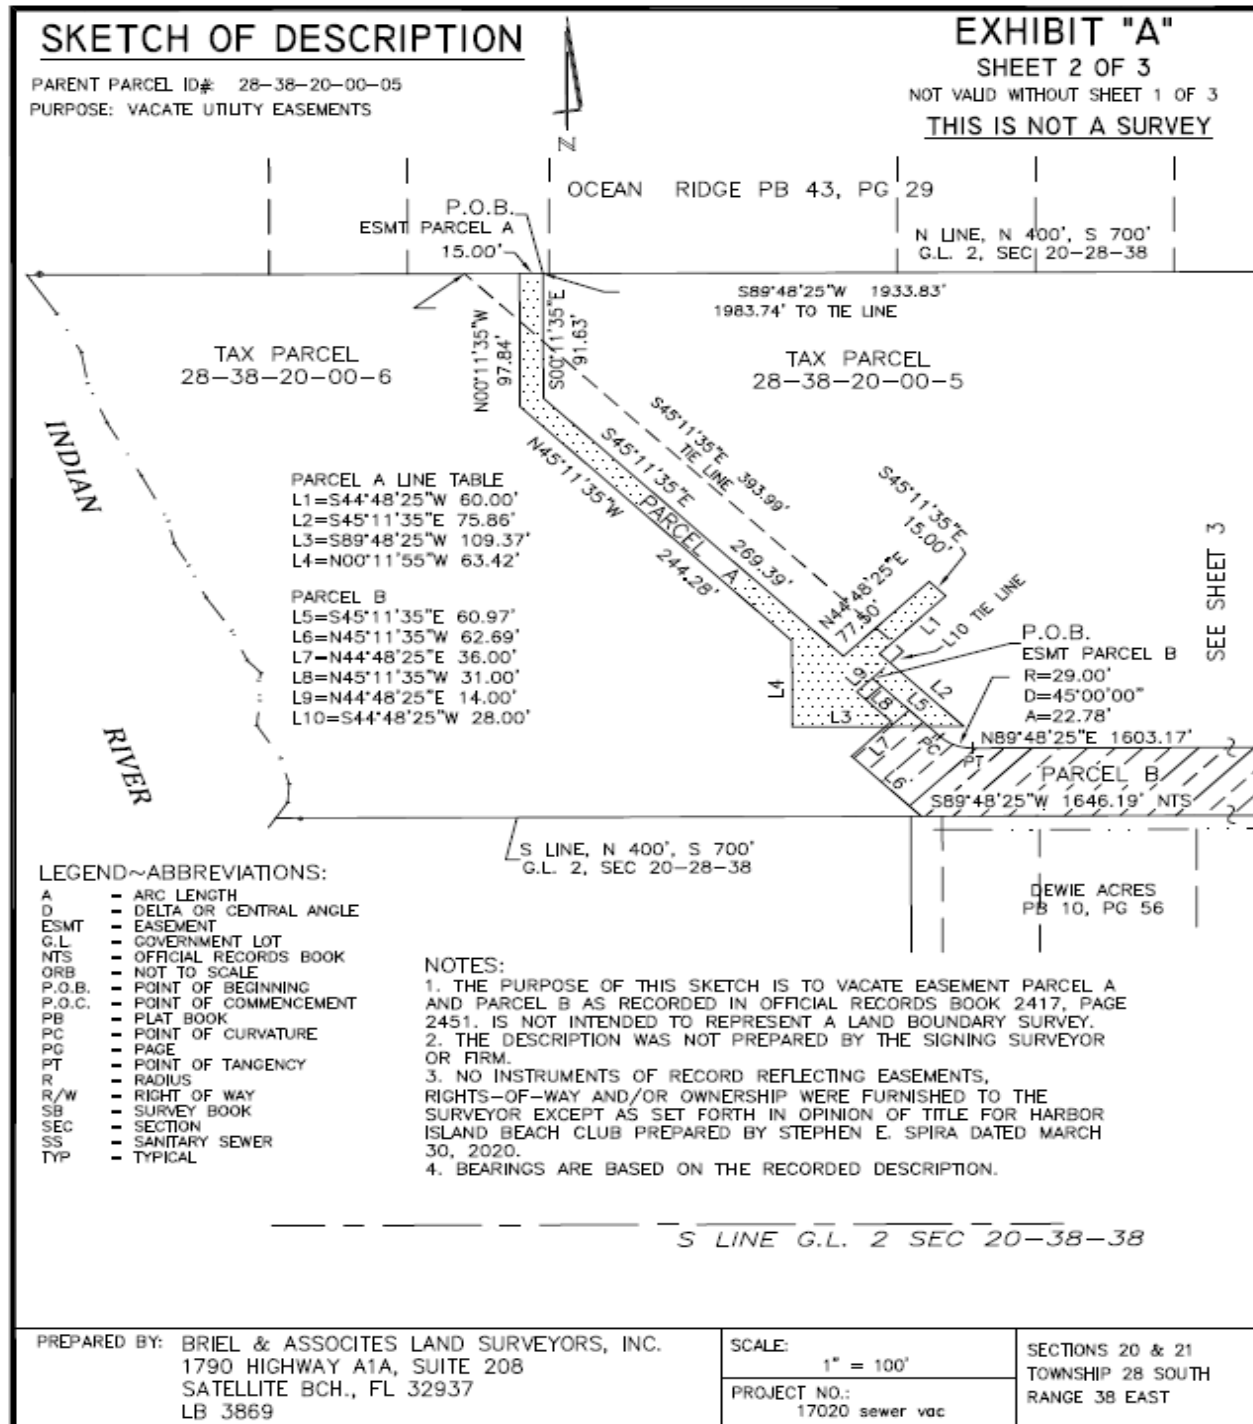 SKETCH OF DESCRIPTION
PARENT PARCEL ID#: 28-38-20-00-05
PURPOSE: VACATE UTILITY EASEMENTS
Z
EXHIBIT "A"
SHEET 2 OF 3
NOT VALID WITHOUT SHEET 1 OF 3
THIS IS NOT A SURVEY
OCEAN RIDGE PB 43, PG 29
P.O.B.
ESMT PARCEL A
15.00'
N LINE, N 400', S 700'
G.L. 2, SEC 20-28-38
S89°48'25"W 1933.83'
1983.74' TO TIE LINE
TAX PARCEL
28-38-20-00-6
N00°11'35"W
97.84'
S00°11'35"E
91.63'
TAX PARCEL
28-38-20-00-5
S45°11'35"E 393.99'
TIE LINE
S45°11'35"E 269.39'
PARCEL A
N45°11'35"W 244.28'
S45°11'35"E
15.00'
N44°48'25"E
77.50'
INDIAN
RIVER
PARCEL A LINE TABLE
L1=S44°48'25"W 60.00'
L2=S45°11'35"E 75.86'
L3=S89°48'25"W 109.37'
L4=N00°11'55"W 63.42'
PARCEL B
L5=S45°11'35"E 60.97'
L6=N45°11'35"W 62.69'
L7-N44°48'25"E 36.00'
L8=N45°11'35"W 31.00'
L9=N44°48'25"E 14.00'
L10=S44°48'25"W 28.00'
L1
L10 TIE LINE
L2
L5
L9
L8
L4
L3
L7
L6
PC
PT
P.O.B.
ESMT PARCEL B
R=29.00'
D=45°00'00"
A=22.78'
N89°48'25"E 1603.17'
PARCEL B
S89°48'25"W 1646.19' NTS
SEE SHEET 3
S LINE, N 400', S 700'
G.L. 2, SEC 20-28-38
DEWIE ACRES
PB 10, PG 56
LEGEND~ABBREVIATIONS:
A - ARC LENGTH
D - DELTA OR CENTRAL ANGLE
ESMT - EASEMENT
G.L. - GOVERNMENT LOT
NTS - OFFICIAL RECORDS BOOK
ORB - NOT TO SCALE
P.O.B. - POINT OF BEGINNING
P.O.C. - POINT OF COMMENCEMENT
PB - PLAT BOOK
PC - POINT OF CURVATURE
PG - PAGE
PT - POINT OF TANGENCY
R - RADIUS
R/W - RIGHT OF WAY
SB - SURVEY BOOK
SEC - SECTION
SS - SANITARY SEWER
TYP - TYPICAL
NOTES:
1. THE PURPOSE OF THIS SKETCH IS TO VACATE EASEMENT PARCEL A
AND PARCEL B AS RECORDED IN OFFICIAL RECORDS BOOK 2417, PAGE
2451. IS NOT INTENDED TO REPRESENT A LAND BOUNDARY SURVEY.
2. THE DESCRIPTION WAS NOT PREPARED BY THE SIGNING SURVEYOR
OR FIRM.
3. NO INSTRUMENTS OF RECORD REFLECTING EASEMENTS,
RIGHTS-OF-WAY AND/OR OWNERSHIP WERE FURNISHED TO THE
SURVEYOR EXCEPT AS SET FORTH IN OPINION OF TITLE FOR HARBOR
ISLAND BEACH CLUB PREPARED BY STEPHEN E. SPIRA DATED MARCH
30, 2020.
4. BEARINGS ARE BASED ON THE RECORDED DESCRIPTION.
S LINE G.L. 2 SEC 20-38-38
PREPARED BY: BRIEL & ASSOCITES LAND SURVEYORS, INC.
1790 HIGHWAY A1A, SUITE 208
SATELLITE BCH., FL 32937
LB 3869
SCALE:
1" = 100'
PROJECT NO.:
17020 sewer vac
SECTIONS 20 & 21
TOWNSHIP 28 SOUTH
RANGE 38 EAST